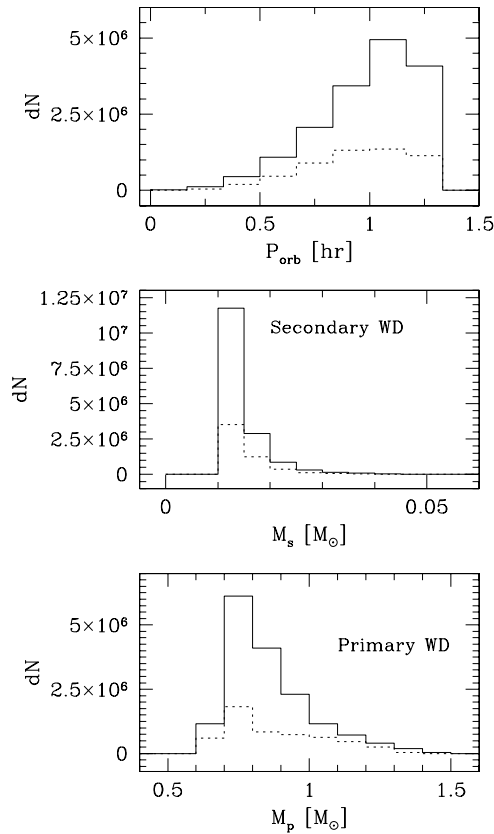 5×10⁶
dN
2.5×10⁶
0
0 0.5 1 1.5
P_orb [hr]
1.25×10⁷
Secondary WD
10⁷
7.5×10⁶
dN
5×10⁶
2.5×10⁶
0
0 0.05
M_s [M_⊙]
5×10⁶
Primary WD
dN
2.5×10⁶
0
0.5 1 1.5
M_p [M_⊙]